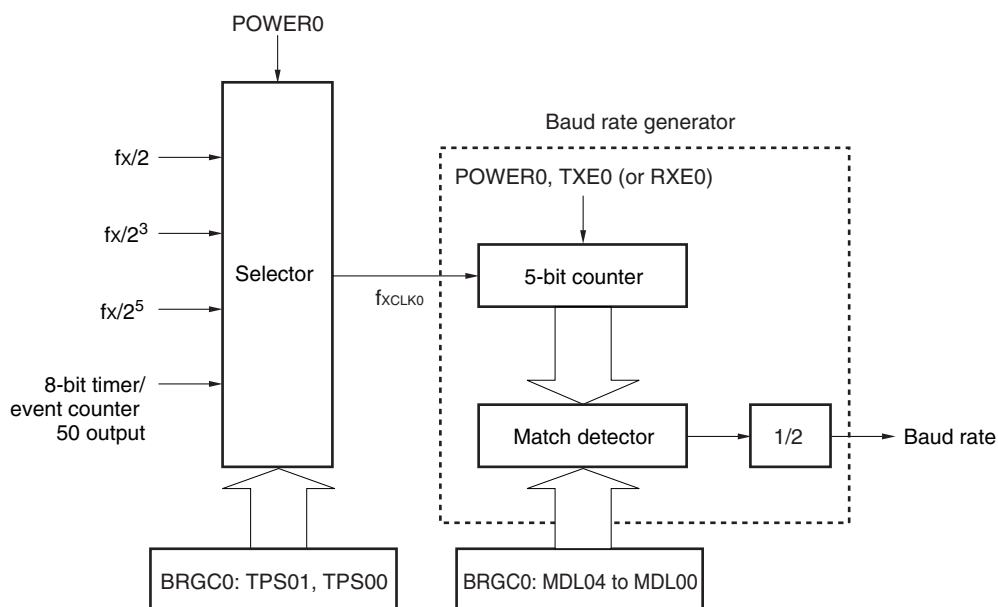 POWER0
Baud rate generator
fx/2
POWER0, TXE0 (or RXE0)
fx/2³
Selector
5-bit counter
fXCLK0
fx/2⁵
8-bit timer/
event counter
50 output
Match detector
1/2
Baud rate
BRGC0: TPS01, TPS00
BRGC0: MDL04 to MDL00